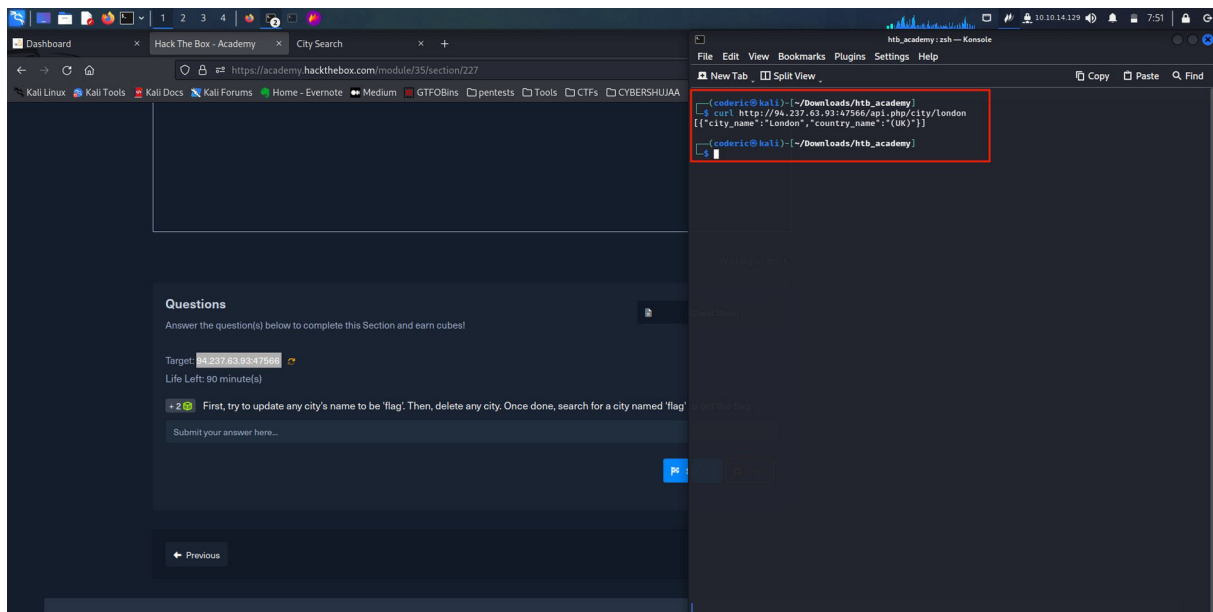 1 2 3 4
10.10.14.129
7:51
Dashboard
Hack The Box - Academy
City Search
https://academy.hackthebox.com/module/35/section/227
Kali Linux
Kali Tools
Kali Docs
Kali Forums
Home - Evernote
Medium
GTFOBins
pentests
Tools
CTFs
CYBERSHUJAA
htb_academy : zsh — Konsole
File Edit View Bookmarks Plugins Settings Help
New Tab
Split View
Copy
Paste
Find
(coderic㉿kali)-[~/Downloads/htb_academy]
$ curl http://94.237.63.93:47566/api.php/city/london
[{"city_name":"London","country_name":"(UK)"}]
(coderic㉿kali)-[~/Downloads/htb_academy]
$
Questions
Answer the question(s) below to complete this Section and earn cubes!
Target: 94.237.63.93:47566
Life Left: 90 minute(s)
+ 2 First, try to update any city's name to be 'flag'. Then, delete any city. Once done, search for a city named 'flag' to get the flag.
Submit your answer here...
Previous